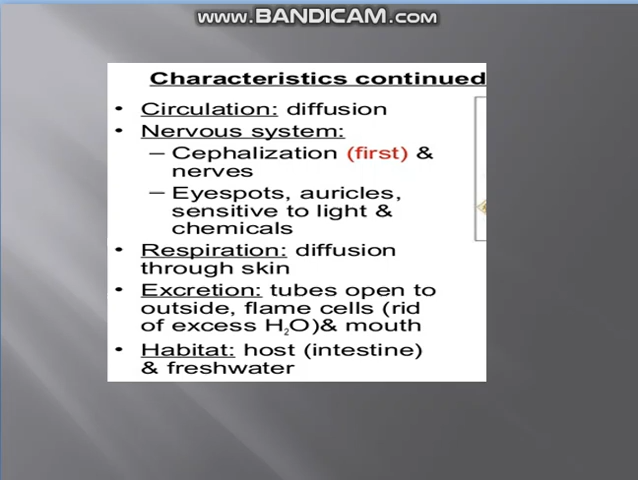 www.BANDICAM.com
Characteristics continued
• Circulation: diffusion
• Nervous system:
– Cephalization (first) &
nerves
– Eyespots, auricles,
sensitive to light &
chemicals
• Respiration: diffusion
through skin
• Excretion: tubes open to
outside, flame cells (rid
of excess H₂O)& mouth
• Habitat: host (intestine)
& freshwater